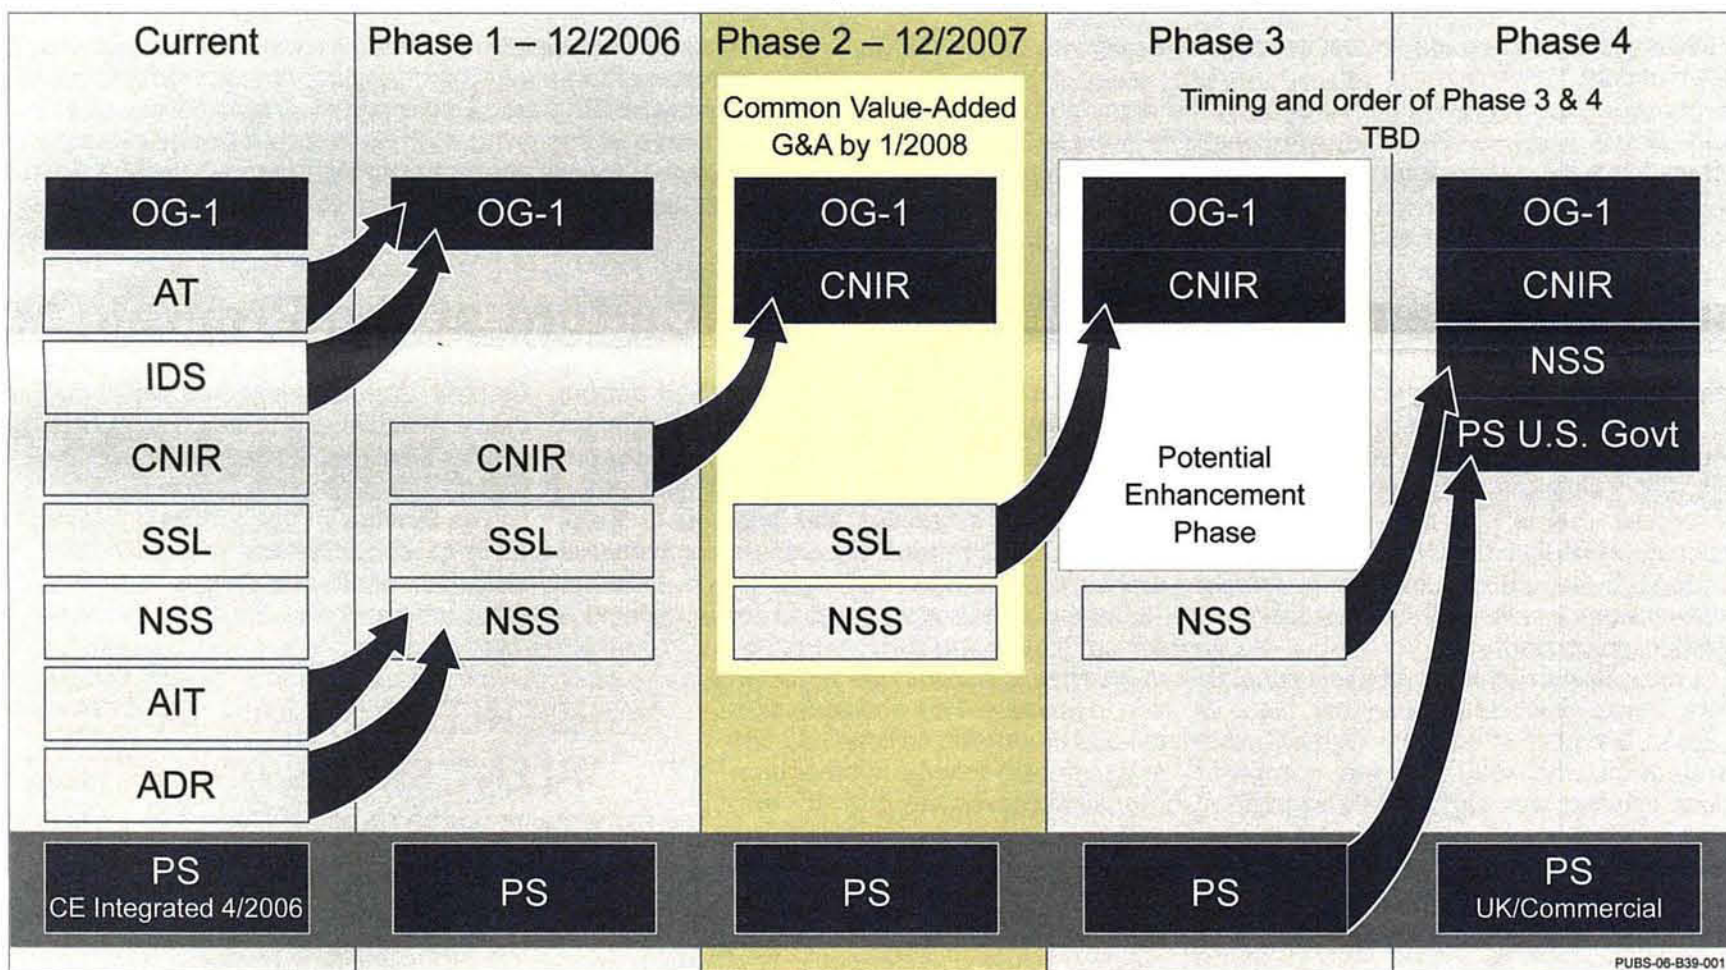 Current
Phase 1 – 12/2006
Phase 2 – 12/2007
Phase 3
Phase 4
Common Value-Added
G&A by 1/2008
Timing and order of Phase 3 & 4
TBD
OG-1
AT
IDS
CNIR
SSL
NSS
AIT
ADR
PS
CE Integrated 4/2006
OG-1
CNIR
SSL
NSS
PS
OG-1
CNIR
SSL
NSS
PS
OG-1
CNIR
Potential
Enhancement
Phase
NSS
PS
OG-1
CNIR
NSS
PS U.S. Govt
PS
UK/Commercial
PUBS-06-B39-001